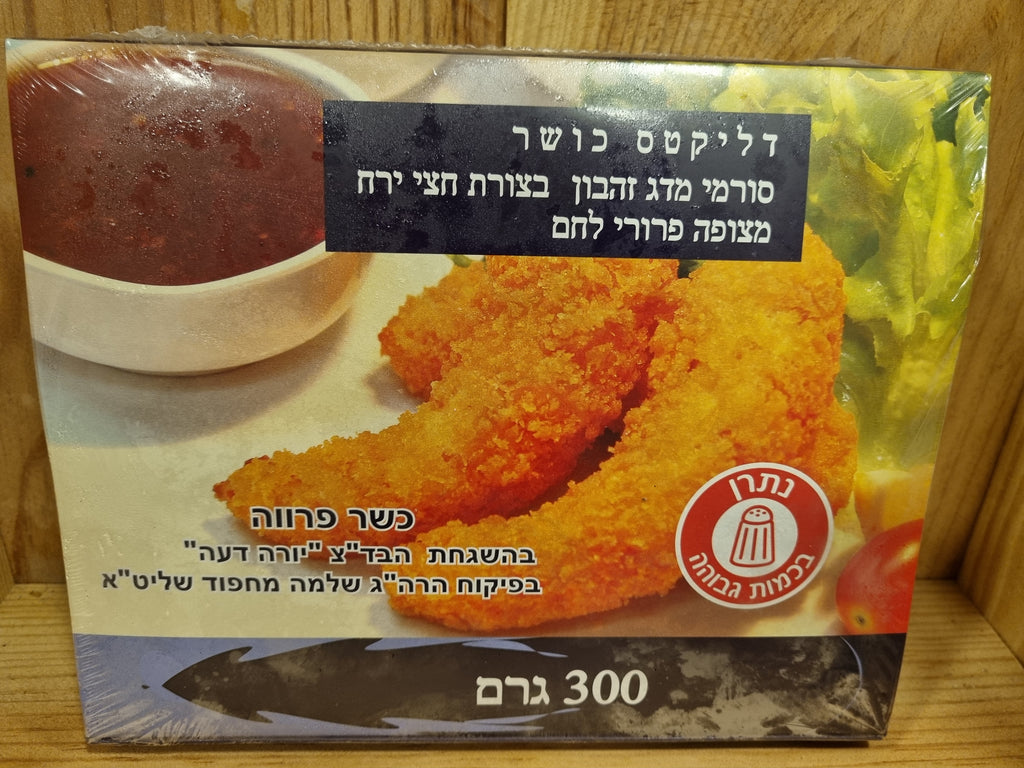 דליקטס כושר
סורמי מדג זהבון בצורת חצי ירח
מצופה פרורי לחם
כשר פרווה
בהשגחת הבד"צ "יורה דעה"
בפיקוח הרה"ג שלמה מחפוד שליט"א
נתרן
בכמות גבוהה
300 גרם